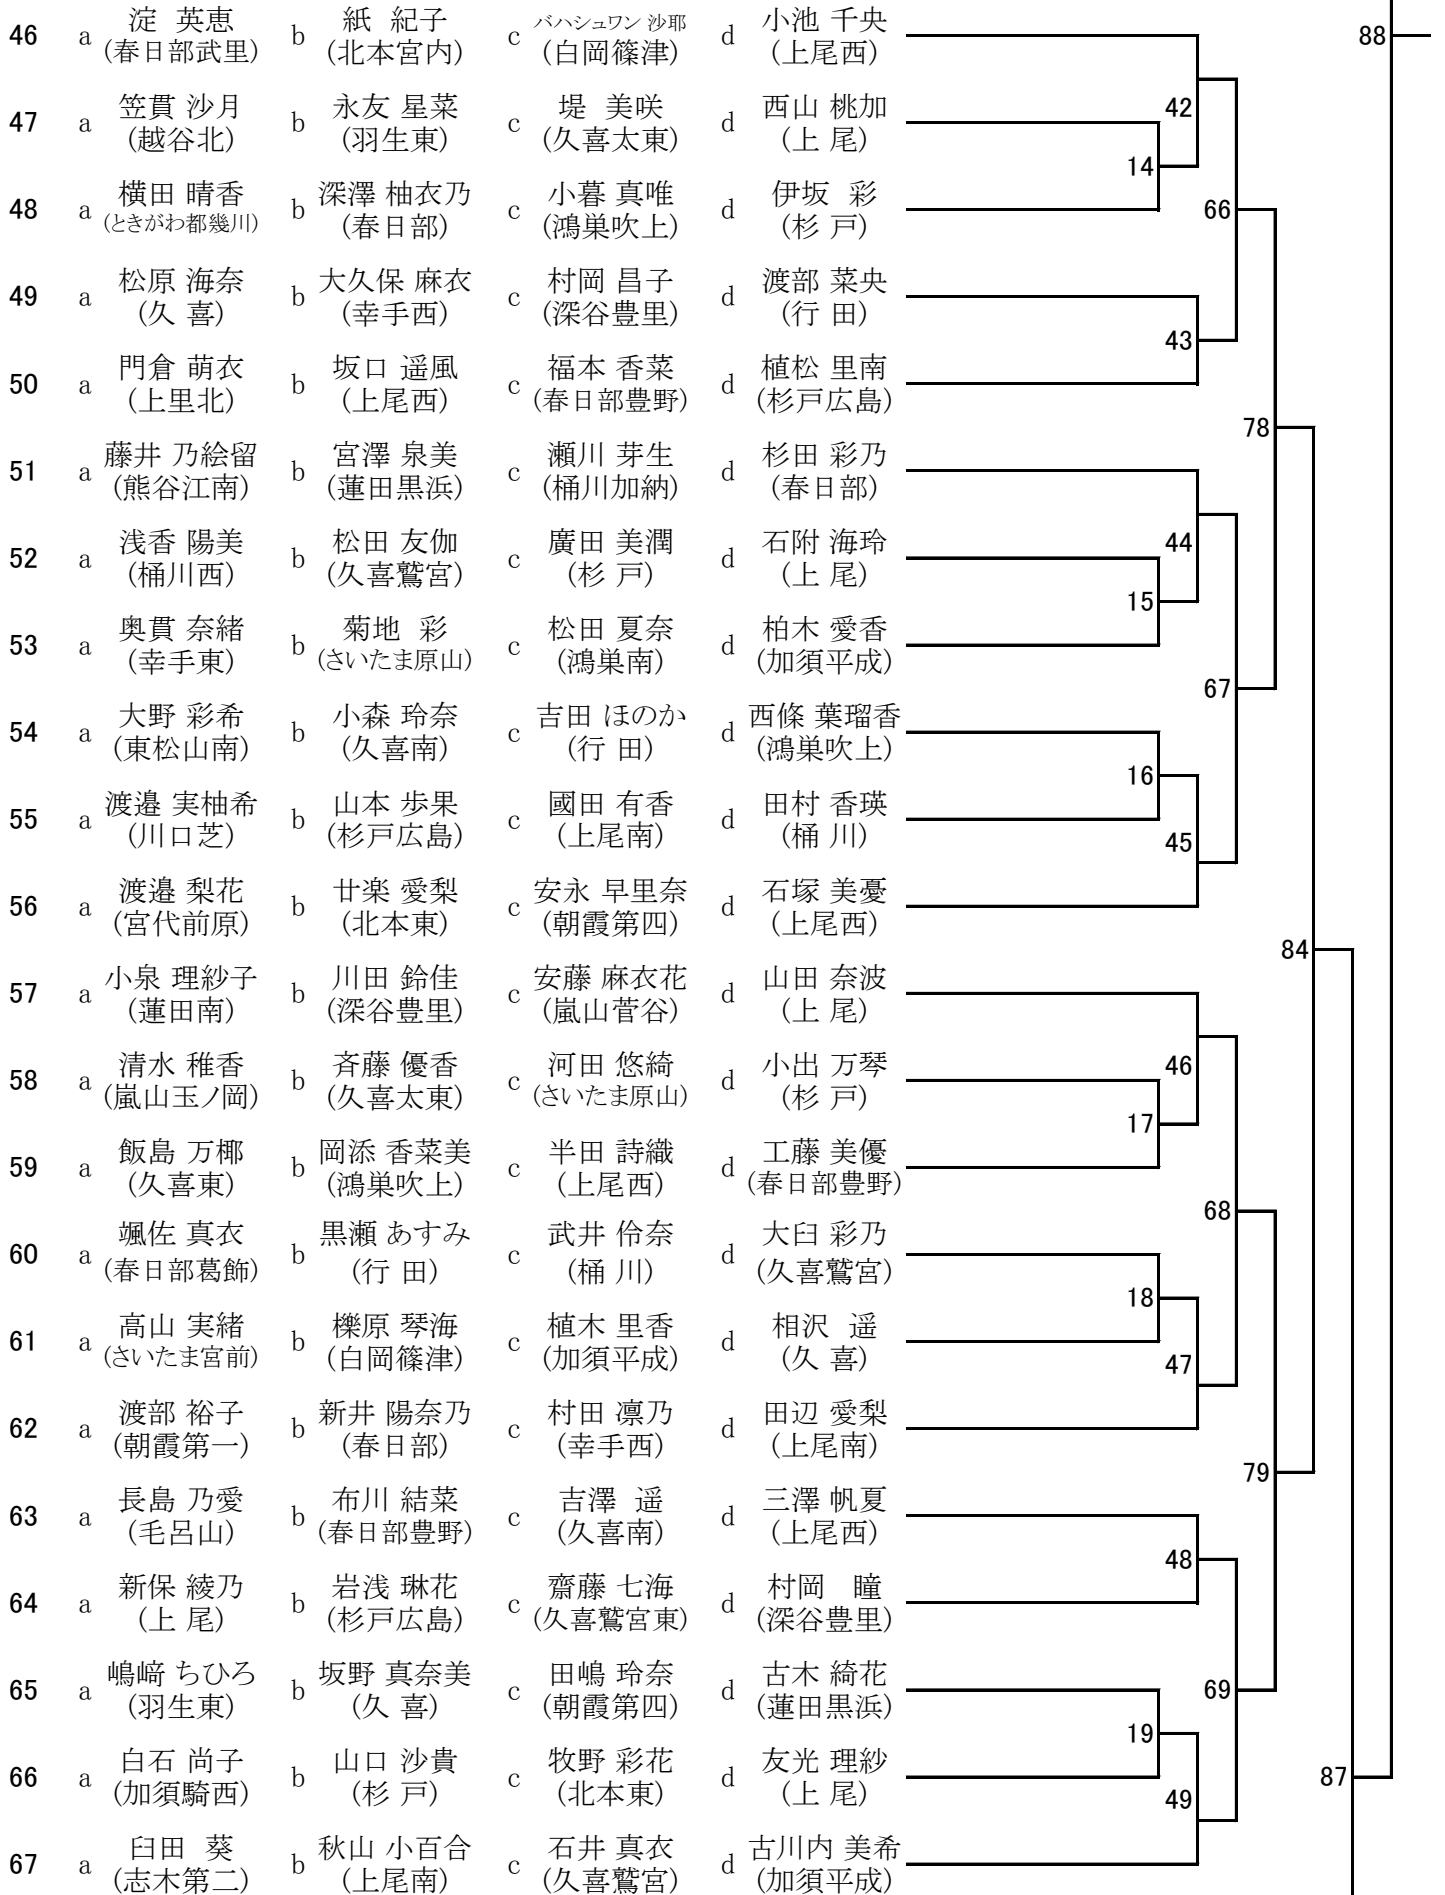 46 a 淀 英恵 b 紙 紀子 c バハシュワン 沙耶 d 小池 千央 88
(春日部武里) (北本宮内) (白岡篠津) (上尾西)
47 a 笠貫 沙月 b 永友 星菜 c 堤 美咲 d 西山 桃加 42
(越谷北) (羽生東) (久喜太東) (上 尾)
14
48 a 横田 晴香 b 深澤 柚衣乃 c 小暮 真唯 d 伊坂 彩 66
(ときがわ都幾川) (春日部) (鴻巣吹上) (杉 戸)
49 a 松原 海奈 b 大久保 麻衣 c 村岡 昌子 d 渡部 菜央
(久 喜) (幸手西) (深谷豊里) (行 田)
43
50 a 門倉 萌衣 b 坂口 遥風 c 福本 香菜 d 植松 里南
(上里北) (上尾西) (春日部豊野) (杉戸広島)
78
51 a 藤井 乃絵留 b 宮澤 泉美 c 瀬川 芽生 d 杉田 彩乃
(熊谷江南) (蓮田黒浜) (桶川加納) (春日部)
52 a 浅香 陽美 b 松田 友伽 c 廣田 美潤 d 石附 海玲 44
(桶川西) (久喜鷲宮) (杉 戸) (上 尾)
15
53 a 奥貫 奈緒 b 菊地 彩 c 松田 夏奈 d 柏木 愛香
(幸手東) (さいたま原山) (鴻巣南) (加須平成)
67
54 a 大野 彩希 b 小森 玲奈 c 吉田 ほのか d 西條 葉瑠香
(東松山南) (久喜南) (行 田) (鴻巣吹上)
16
55 a 渡邉 実柚希 b 山本 歩果 c 國田 有香 d 田村 香瑛
(川口芝) (杉戸広島) (上尾南) (桶 川) 45
56 a 渡邉 梨花 b 廿楽 愛梨 c 安永 早里奈 d 石塚 美憂
(宮代前原) (北本東) (朝霞第四) (上尾西)
84
57 a 小泉 理紗子 b 川田 鈴佳 c 安藤 麻衣花 d 山田 奈波
(蓮田南) (深谷豊里) (嵐山菅谷) (上 尾)
58 a 清水 稚香 b 斉藤 優香 c 河田 悠綺 d 小出 万琴 46
(嵐山玉ノ岡) (久喜太東) (さいたま原山) (杉 戸)
17
59 a 飯島 万椰 b 岡添 香菜美 c 半田 詩織 d 工藤 美優
(久喜東) (鴻巣吹上) (上尾西) (春日部豊野)
68
60 a 颯佐 真衣 b 黒瀬 あすみ c 武井 伶奈 d 大臼 彩乃
(春日部葛飾) (行 田) (桶 川) (久喜鷲宮)
18
61 a 高山 実緒 b 櫟原 琴海 c 植木 里香 d 相沢 遥
(さいたま宮前) (白岡篠津) (加須平成) (久 喜) 47
62 a 渡部 裕子 b 新井 陽奈乃 c 村田 凛乃 d 田辺 愛梨
(朝霞第一) (春日部) (幸手西) (上尾南)
79
63 a 長島 乃愛 b 布川 結菜 c 吉澤 遥 d 三澤 帆夏
(毛呂山) (春日部豊野) (久喜南) (上尾西)
48
64 a 新保 綾乃 b 岩浅 琳花 c 齋藤 七海 d 村岡 瞳
(上 尾) (杉戸広島) (久喜鷲宮東) (深谷豊里)
65 a 嶋﨑 ちひろ b 坂野 真奈美 c 田嶋 玲奈 d 古木 綺花 69
(羽生東) (久 喜) (朝霞第四) (蓮田黒浜)
19
66 a 白石 尚子 b 山口 沙貴 c 牧野 彩花 d 友光 理紗 87
(加須騎西) (杉 戸) (北本東) (上 尾) 49
67 a 臼田 葵 b 秋山 小百合 c 石井 真衣 d 古川内 美希
(志木第二) (上尾南) (久喜鷲宮) (加須平成)